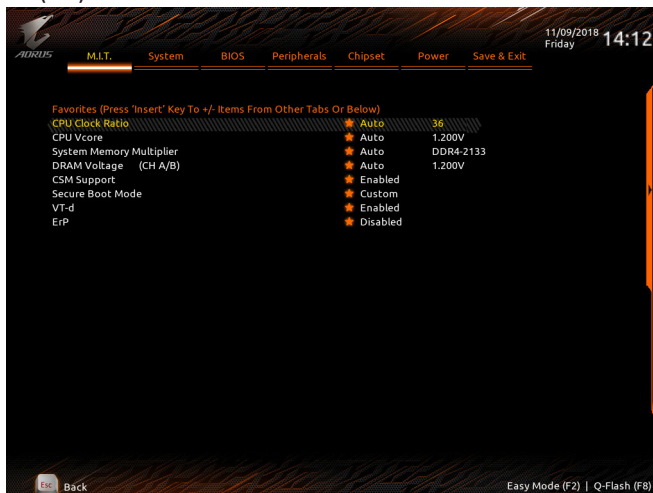 11/09/2018 14:12
Friday
AORUS
M.I.T. System BIOS Peripherals Chipset Power Save & Exit
Favorites (Press 'Insert' Key To +/- Items From Other Tabs Or Below)
CPU Clock Ratio Auto 36
CPU Vcore Auto 1.200V
System Memory Multiplier Auto DDR4-2133
DRAM Voltage (CH A/B) Auto 1.200V
CSM Support Enabled
Secure Boot Mode Custom
VT-d Enabled
ErP Disabled
Esc Back Easy Mode (F2) | Q-Flash (F8)